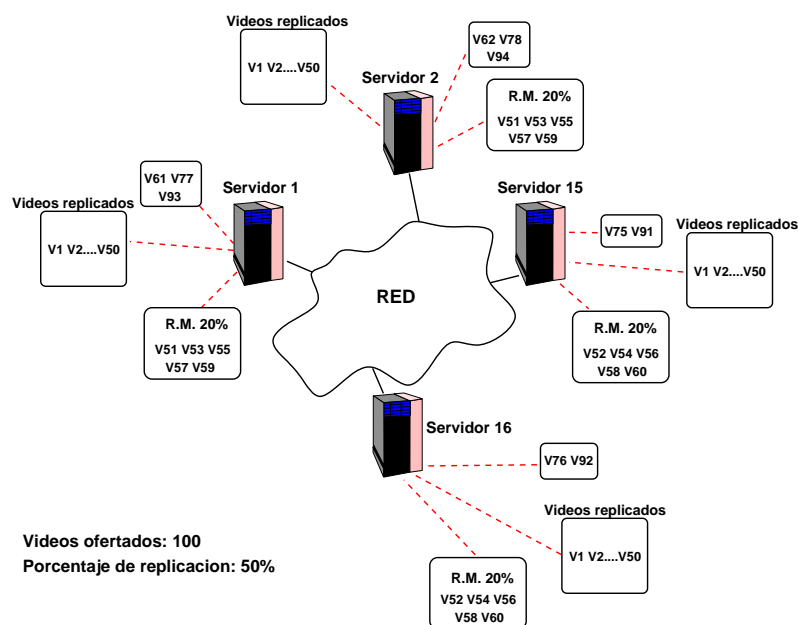 Videos replicados
V1 V2....V50
Servidor 2
V62 V78
V94
R.M. 20%
V51 V53 V55
V57 V59
Videos replicados
V1 V2....V50
V61 V77
V93
Servidor 1
R.M. 20%
V51 V53 V55
V57 V59
RED
Servidor 15
V75 V91
Videos replicados
V1 V2....V50
R.M. 20%
V52 V54 V56
V58 V60
Servidor 16
V76 V92
Videos replicados
V1 V2....V50
R.M. 20%
V52 V54 V56
V58 V60
Videos ofertados: 100
Porcentaje de replicacion: 50%